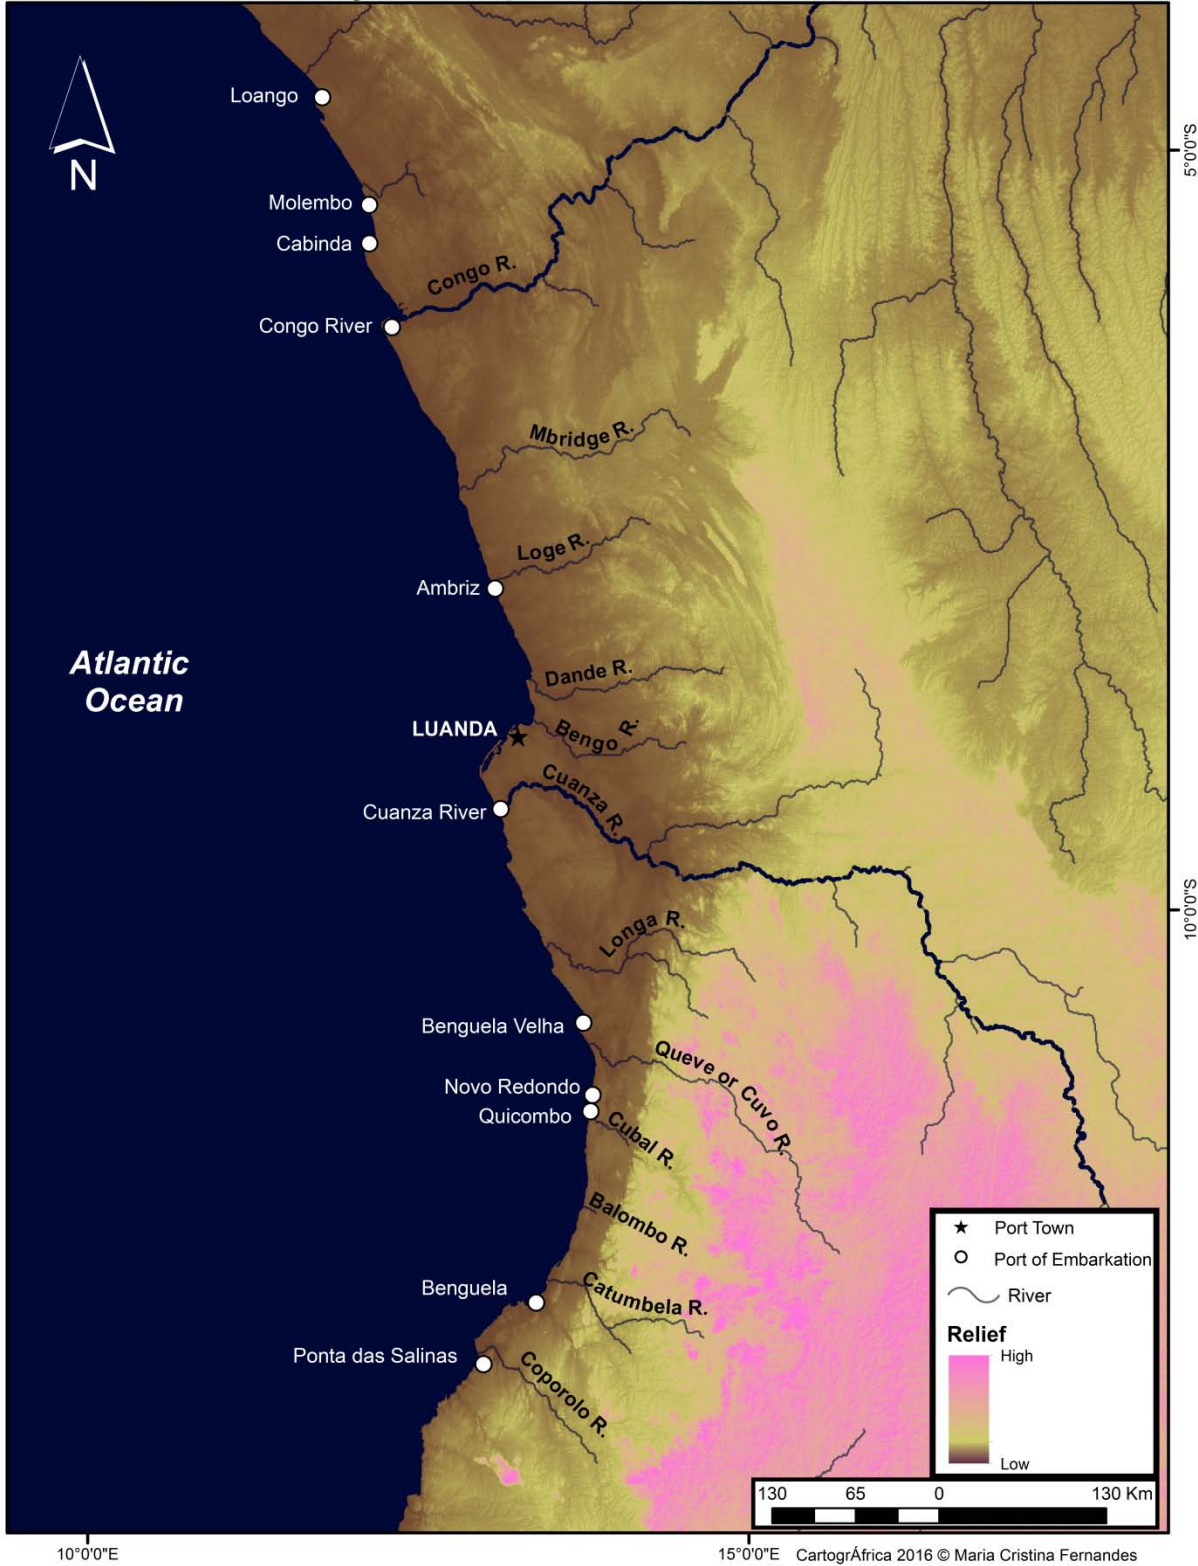 Loango
N
5°0'0"S
Molembo
Cabinda
Congo R.
Congo River
Mbridge R.
Loge R.
Ambriz
Atlantic
Ocean
Dande R.
LUANDA
Bengo R.
Cuanza R.
Cuanza River
10°0'0"S
Longa R.
Benguela Velha
Queve or Cuvo R.
Novo Redondo
Quicombo
Cubal R.
Balombo R.
Benguela
Catumbela R.
Ponta das Salinas
Coporolo R.
Port Town
Port of Embarkation
River
Relief
High
Low
130 65 0 130 Km
10°0'0"E
15°0'0"E
CartogrÁfrica 2016 © Maria Cristina Fernandes